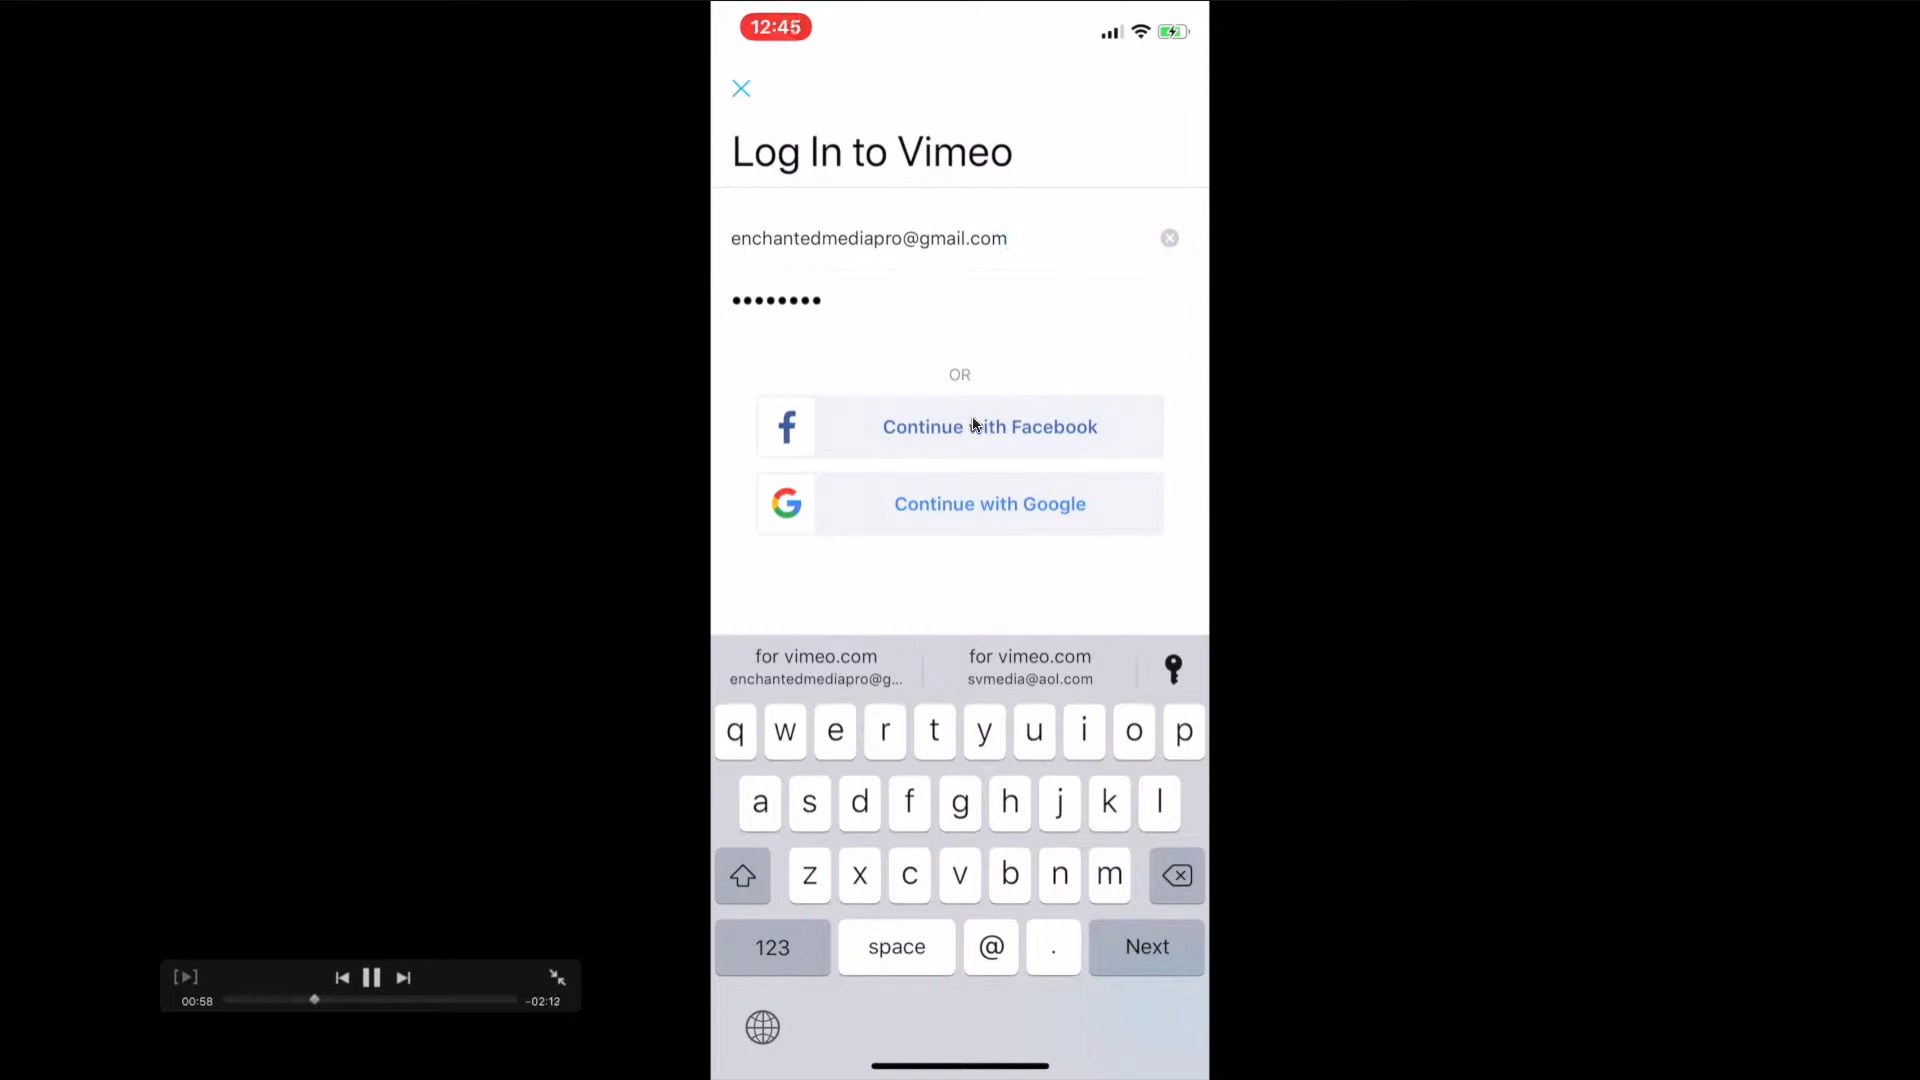 12:45
Log In to Vimeo
enchantedmediapro@gmail.com
••••••••
OR
f Continue with Facebook
G Continue with Google
for vimeo.com for vimeo.com
enchantedmediapro@g... svmedia@aol.com
q w e r t y u i o p
a s d f g h j k l
z x c v b n m
123 space @ . Next
00:58 -02:12